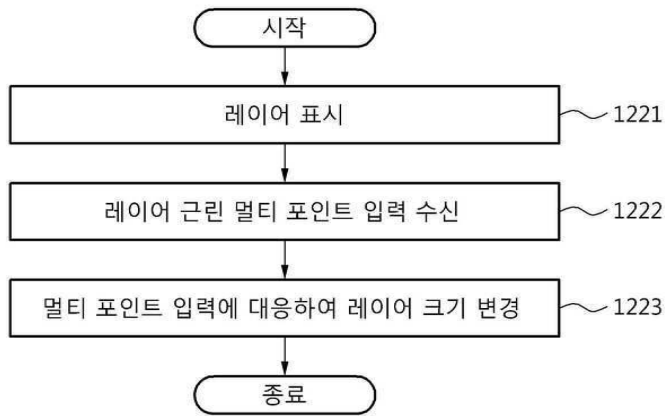 시작
레이어 표시
1221
레이어 근린 멀티 포인트 입력 수신
1222
멀티 포인트 입력에 대응하여 레이어 크기 변경
1223
종료